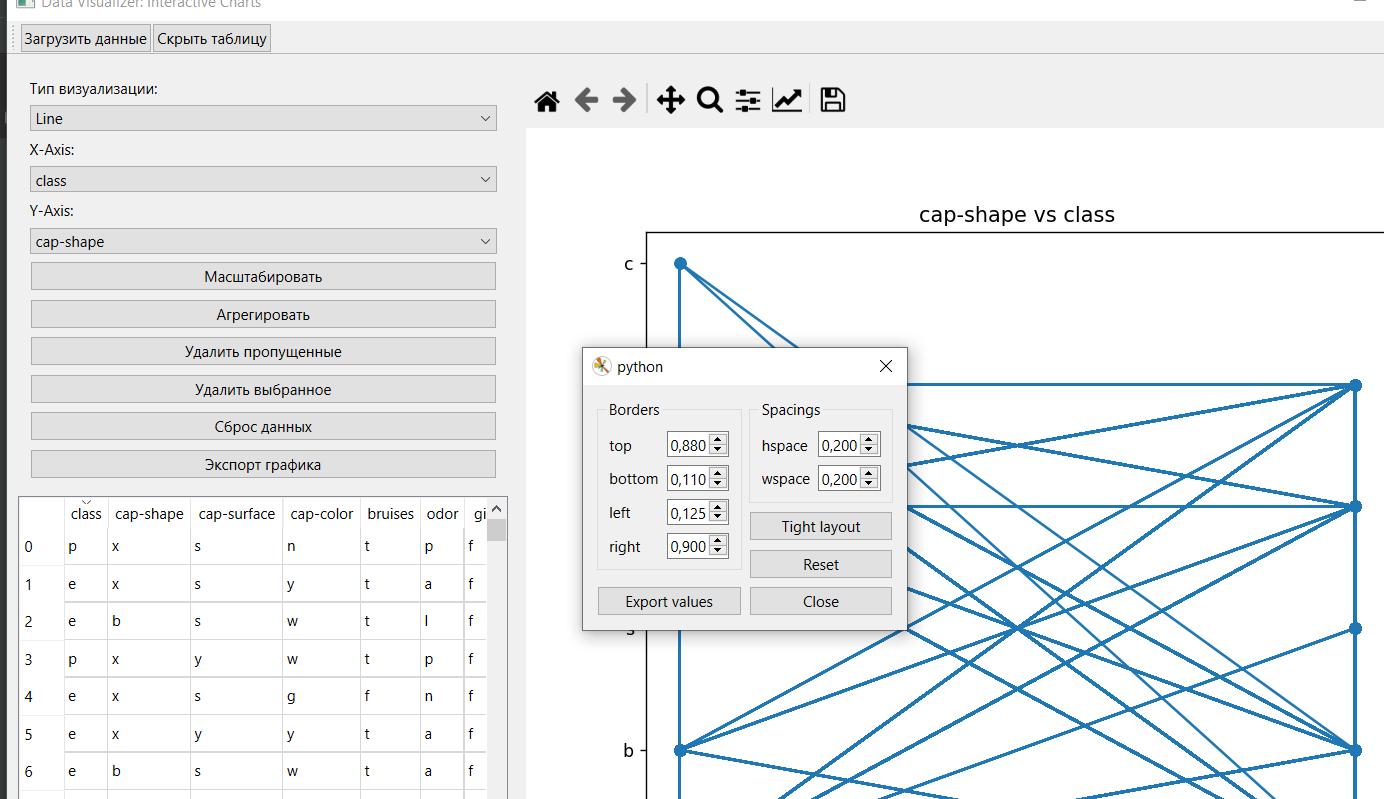 Data Visualizer: Interactive Charts
Загрузить данные Скрыть таблицу
Тип визуализации:
Line
X-Axis:
class
Y-Axis:
cap-shape
Масштабировать
Агрегировать
Удалить пропущенные
Удалить выбранное
Сброс данных
Экспорт графика
class cap-shape cap-surface cap-color bruises odor gi
0 p x s n t p f
1 e x s y t a f
2 e b s w t l f
3 p x y w t p f
4 e x s g f n f
5 e x y y t a f
6 e b s w t a f
cap-shape vs class
c
b
python
Borders
top 0,880
bottom 0,110
left 0,125
right 0,900
Spacings
hspace 0,200
wspace 0,200
Tight layout
Reset
Export values
Close